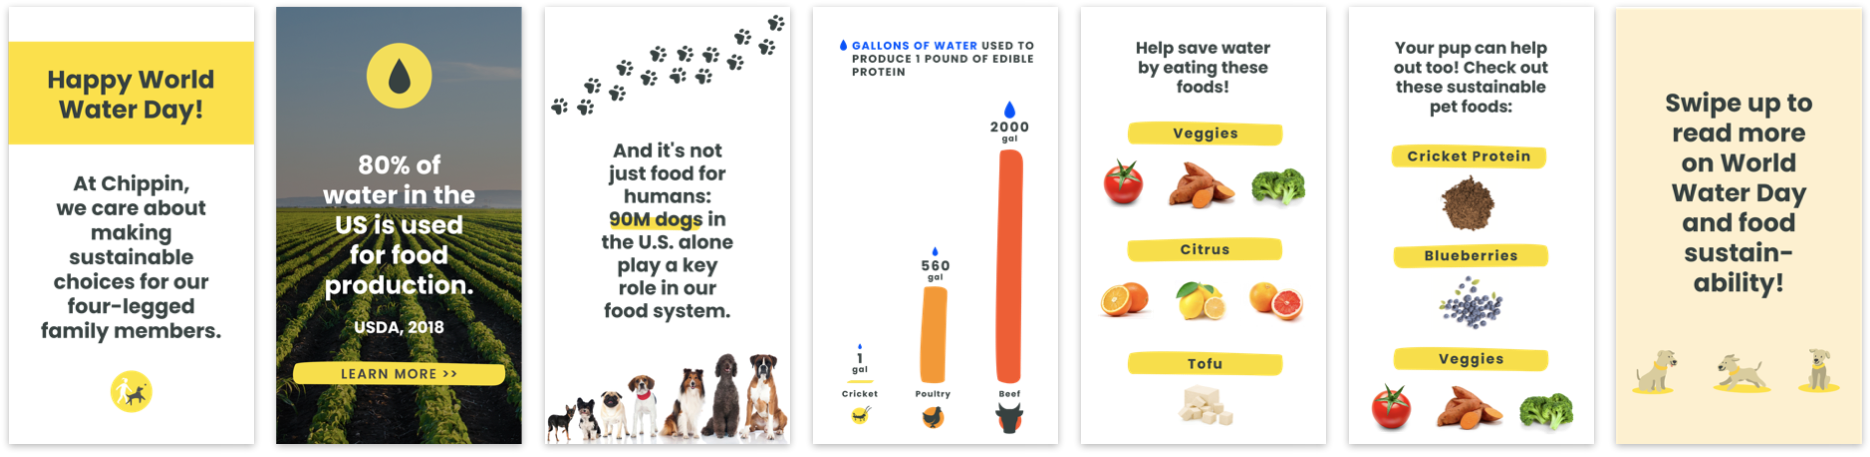 Happy World
Water Day!
At Chippin,
we care about
making
sustainable
choices for our
four-legged
family members.
80% of
water in the
US is used
for food
production.
USDA, 2018
LEARN MORE >>
And it's not
just food for
humans:
90M dogs in
the U.S. alone
play a key
role in our
food system.
GALLONS OF WATER USED TO
PRODUCE 1 POUND OF EDIBLE
PROTEIN
1
gal
Cricket
560
gal
Poultry
2000
gal
Beef
Help save water
by eating these
foods!
Veggies
Citrus
Tofu
Your pup can help
out too! Check out
these sustainable
pet foods:
Cricket Protein
Blueberries
Veggies
Swipe up to
read more
on World
Water Day
and food
sustain-
ability!